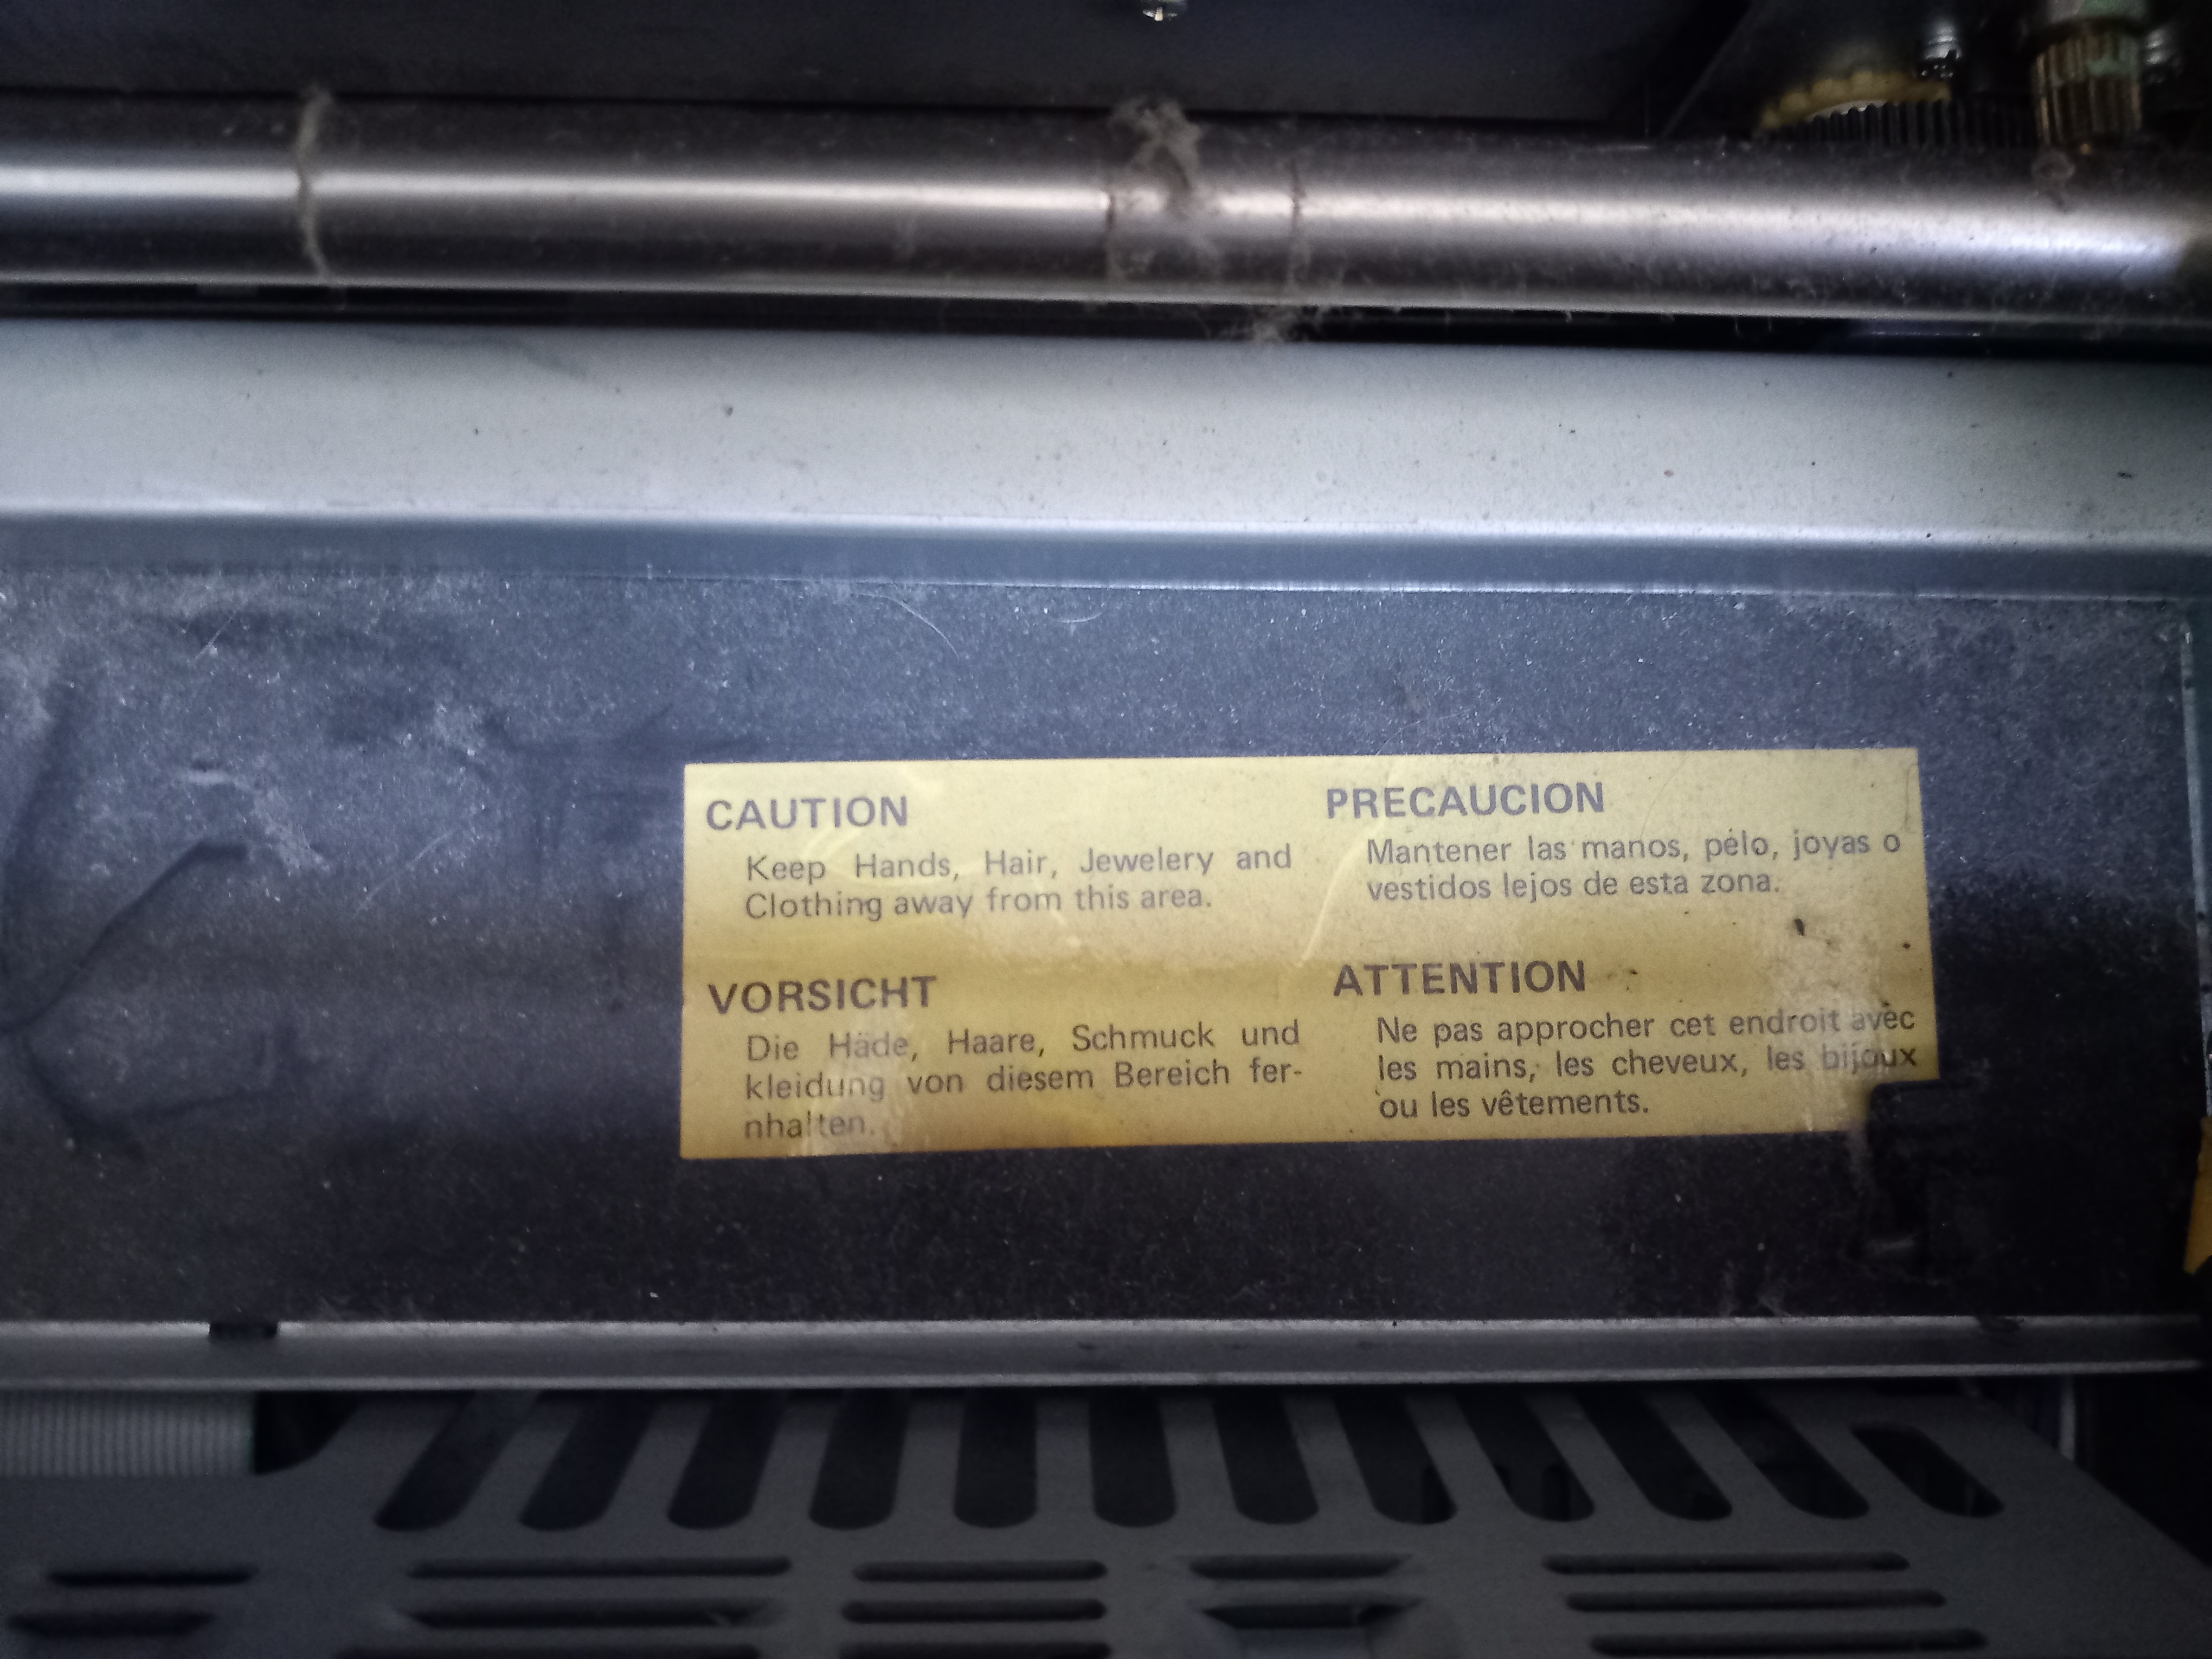 CAUTION
Keep Hands, Hair, Jewelery and
Clothing away from this area.
PRECAUCION
Mantener las manos, pelo, joyas o
vestidos lejos de esta zona.
VORSICHT
Die Häde, Haare, Schmuck und
kleidung von diesem Bereich fer-
nhalten.
ATTENTION
Ne pas approcher cet endroit avec
les mains, les cheveux, les bijoux
ou les vêtements.